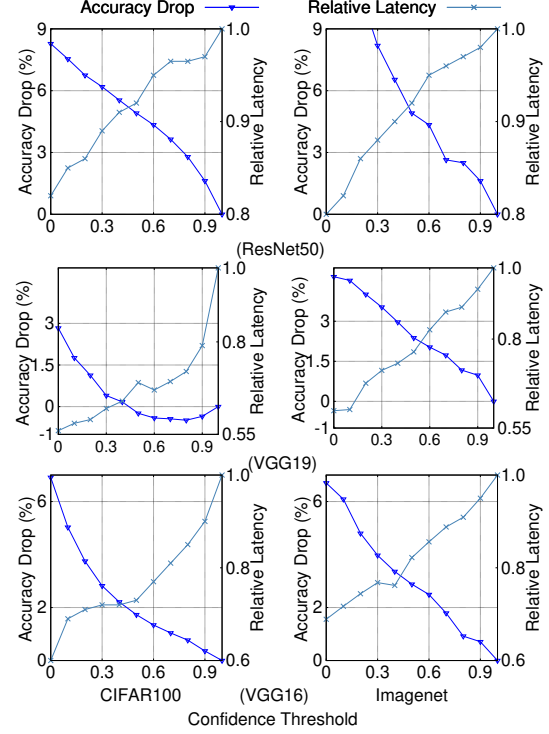 Accuracy Drop (%) Relative Latency
9 1.0 9 1.0
6 6
0.9 0.9
3 3
0 0.8 0 0.8
0 0.3 0.6 0.9 0 0.3 0.6 0.9
Accuracy Drop (%) Relative Latency Accuracy Drop (%) Relative Latency
(ResNet50)
1.0 1.0
3 3
0.8 0.8
1.5 1.5
0 0
-1 0.55 -1 0.55
0 0.3 0.6 0.9 0 0.3 0.6 0.9
Accuracy Drop (%) Relative Latency Accuracy Drop (%) Relative Latency
(VGG19)
1.0 1.0
6 6
0.8 0.8
2 2
0 0.6 0 0.6
0 0.3 0.6 0.9 0 0.3 0.6 0.9
Accuracy Drop (%) Relative Latency Accuracy Drop (%) Relative Latency
CIFAR100 (VGG16) Imagenet
Confidence Threshold